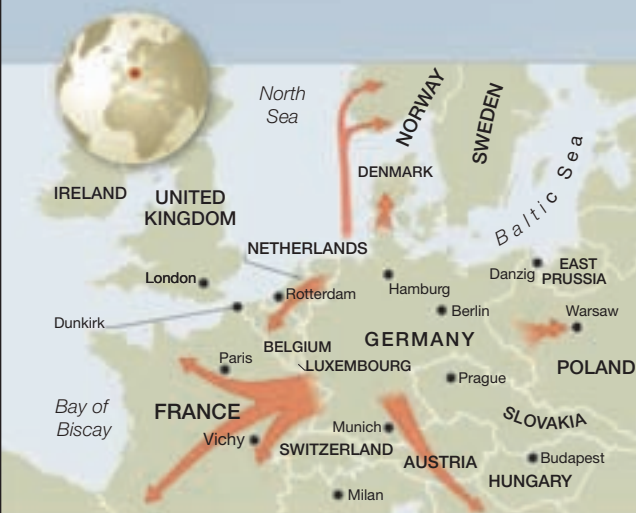 North
Sea
NORWAY
SWEDEN
Baltic Sea
DENMARK
IRELAND
UNITED
KINGDOM
NETHERLANDS
London
Rotterdam
Hamburg
Danzig
EAST
PRUSSIA
Dunkirk
Berlin
Warsaw
BELGIUM
GERMANY
Paris
LUXEMBOURG
Prague
POLAND
Bay of
Biscay
FRANCE
Vichy
SWITZERLAND
Munich
AUSTRIA
SLOVAKIA
Budapest
HUNGARY
Milan